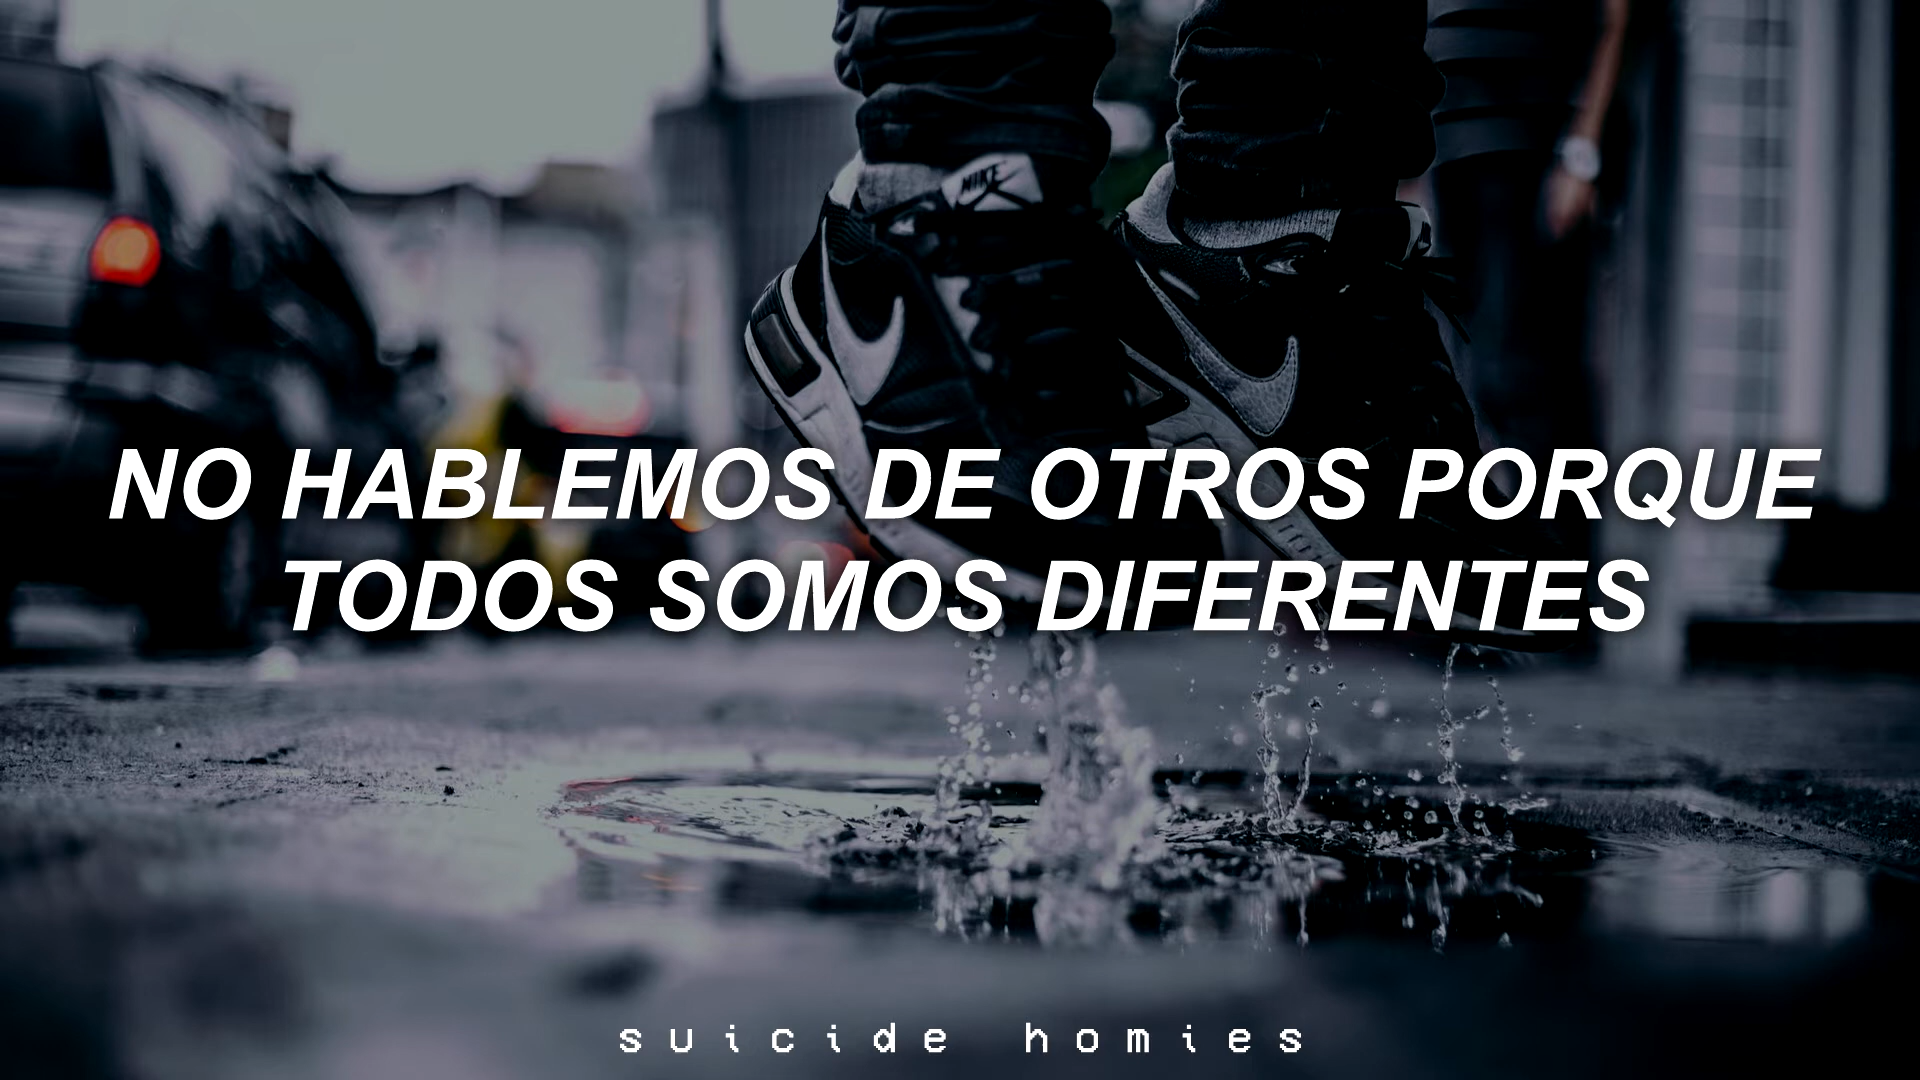 NIKE
NO HABLEMOS DE OTROS PORQUE
TODOS SOMOS DIFERENTES
suicide homies